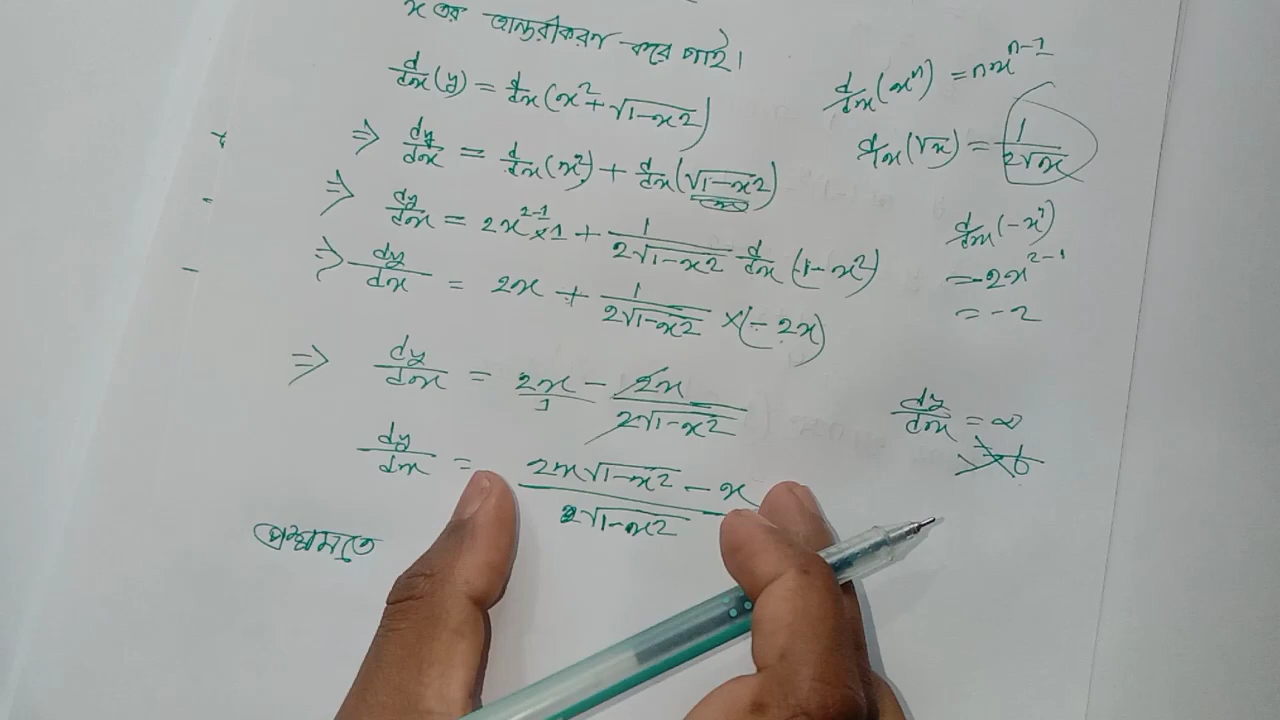 x এর অন্তরীকরণ করে পাই।
d/dx (y) = d/dx (x² + √1-x²)
⇒ dy/dx = d/dx (x²) + d/dx (√1-x²)
⇒ dy/dx = 2x²⁻¹ × 1 + 1/2√1-x² d/dx (1-x²)
⇒ dy/dx = 2x + 1/2√1-x² × (-2x)
⇒ dy/dx = 2x/1 - 2x/2√1-x²
dy/dx = 2x√1-x² - x/√1-x²
প্রশ্নমতে
d/dx (xⁿ) = nxⁿ⁻¹
d/dx (√x) = 1/2√x
d/dx (-x²)
= -2x²⁻¹
= -2
dy/dx = ∞